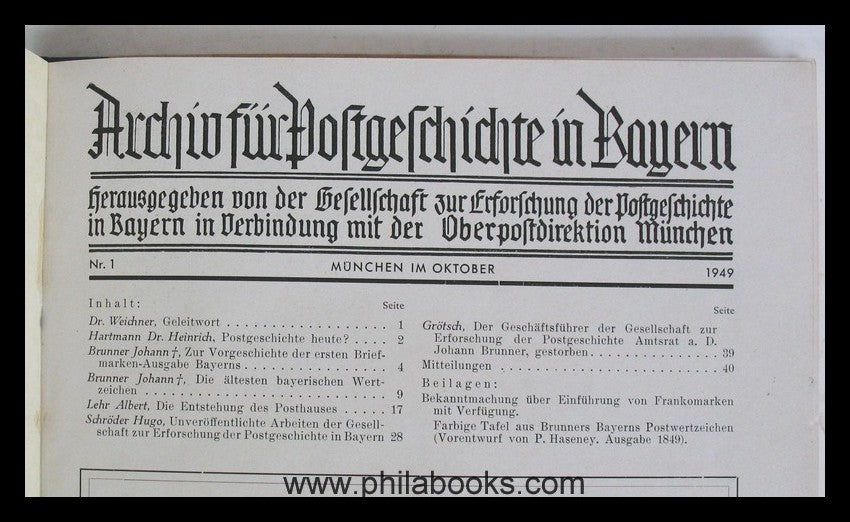 Archiv für Postgeschichte in Bayern
Herausgegeben von der Gesellschaft zur Erforschung der Postgeschichte
in Bayern in Verbindung mit der Oberpostdirektion München
Nr. 1 MÜNCHEN IM OKTOBER 1949
Inhalt: Seite
Dr. Weichner, Geleitwort . . . . . . . . . . . . . . . . . 1
Hartmann Dr. Heinrich, Postgeschichte heute? . . . . 2
Brunner Johann †, Zur Vorgeschichte der ersten Brief-
marken-Ausgabe Bayerns . . . . . . . . . . . . . . . . 4
Brunner Johann †, Die ältesten bayerischen Wert-
zeichen . . . . . . . . . . . . . . . . . . . . . . . . . . . 9
Lehr Albert, Die Entstehung des Posthauses . . . . . 17
Schröder Hugo, Unveröffentlichte Arbeiten der Gesell-
schaft zur Erforschung der Postgeschichte in Bayern 28
Seite
Grötsch, Der Geschäftsführer der Gesellschaft zur
Erforschung der Postgeschichte Amtsrat a. D.
Johann Brunner, gestorben . . . . . . . . . . . . . . 39
Mitteilungen . . . . . . . . . . . . . . . . . . . . . . . . . 40
Beilagen:
Bekanntmachung über Einführung von Frankomarken
mit Verfügung.
Farbige Tafel aus Brunners Bayerns Postwertzeichen
(Vorentwurf von P. Haseney. Ausgabe 1849).
www.philabooks.com